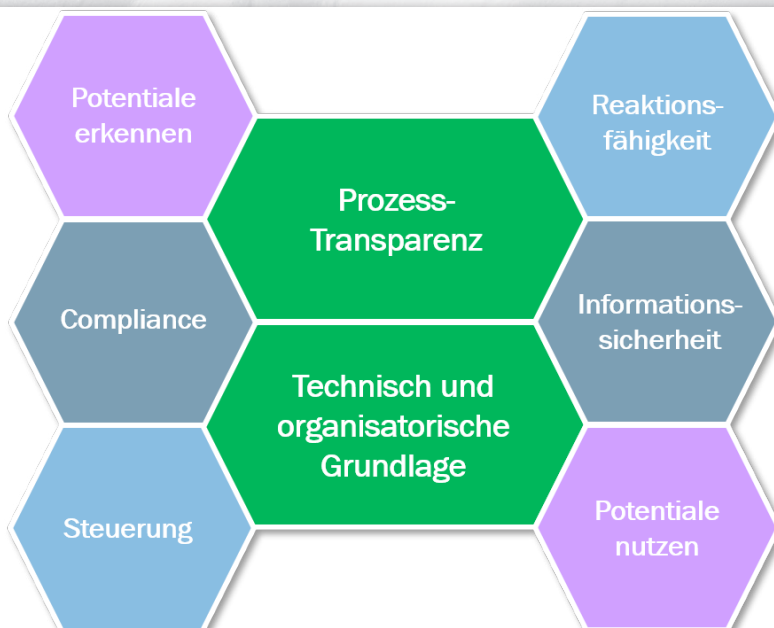 Potentiale
erkennen
Reaktions-
fähigkeit
Prozess-
Transparenz
Compliance
Informations-
sicherheit
Technisch und
organisatorische
Grundlage
Steuerung
Potentiale
nutzen